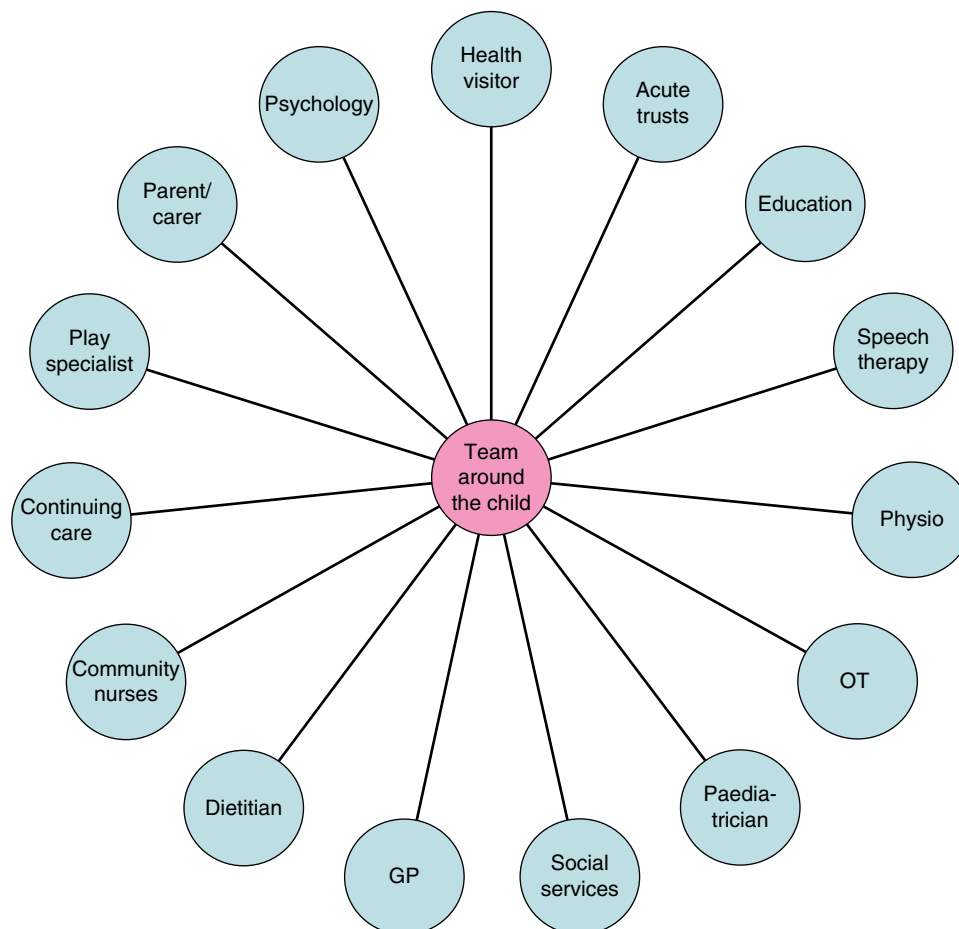 Health
visitor
Acute
trusts
Education
Speech
therapy
Physio
OT
Paedia-
trician
Social
services
GP
Dietitian
Community
nurses
Continuing
care
Play
specialist
Parent/
carer
Psychology
Team
around
the child